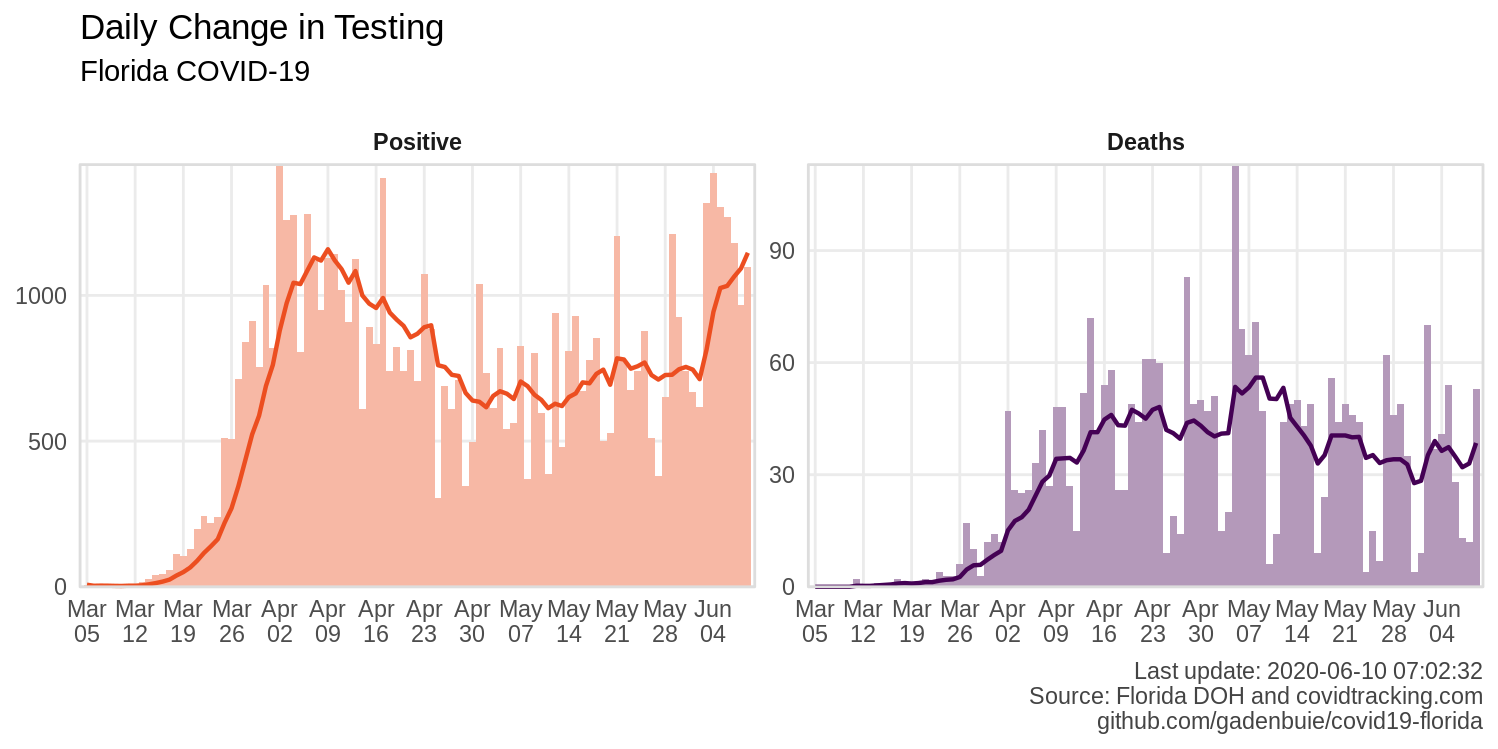 Daily Change in Testing
Florida COVID-19
Positive
Deaths
1000
500
0
90
60
30
0
Mar Mar Mar Mar Apr Apr Apr Apr Apr May May May May Jun
05 12 19 26 02 09 16 23 30 07 14 21 28 04
Mar Mar Mar Mar Apr Apr Apr Apr Apr May May May May Jun
05 12 19 26 02 09 16 23 30 07 14 21 28 04
Last update: 2020-06-10 07:02:32
Source: Florida DOH and covidtracking.com
github.com/gadenbuie/covid19-florida